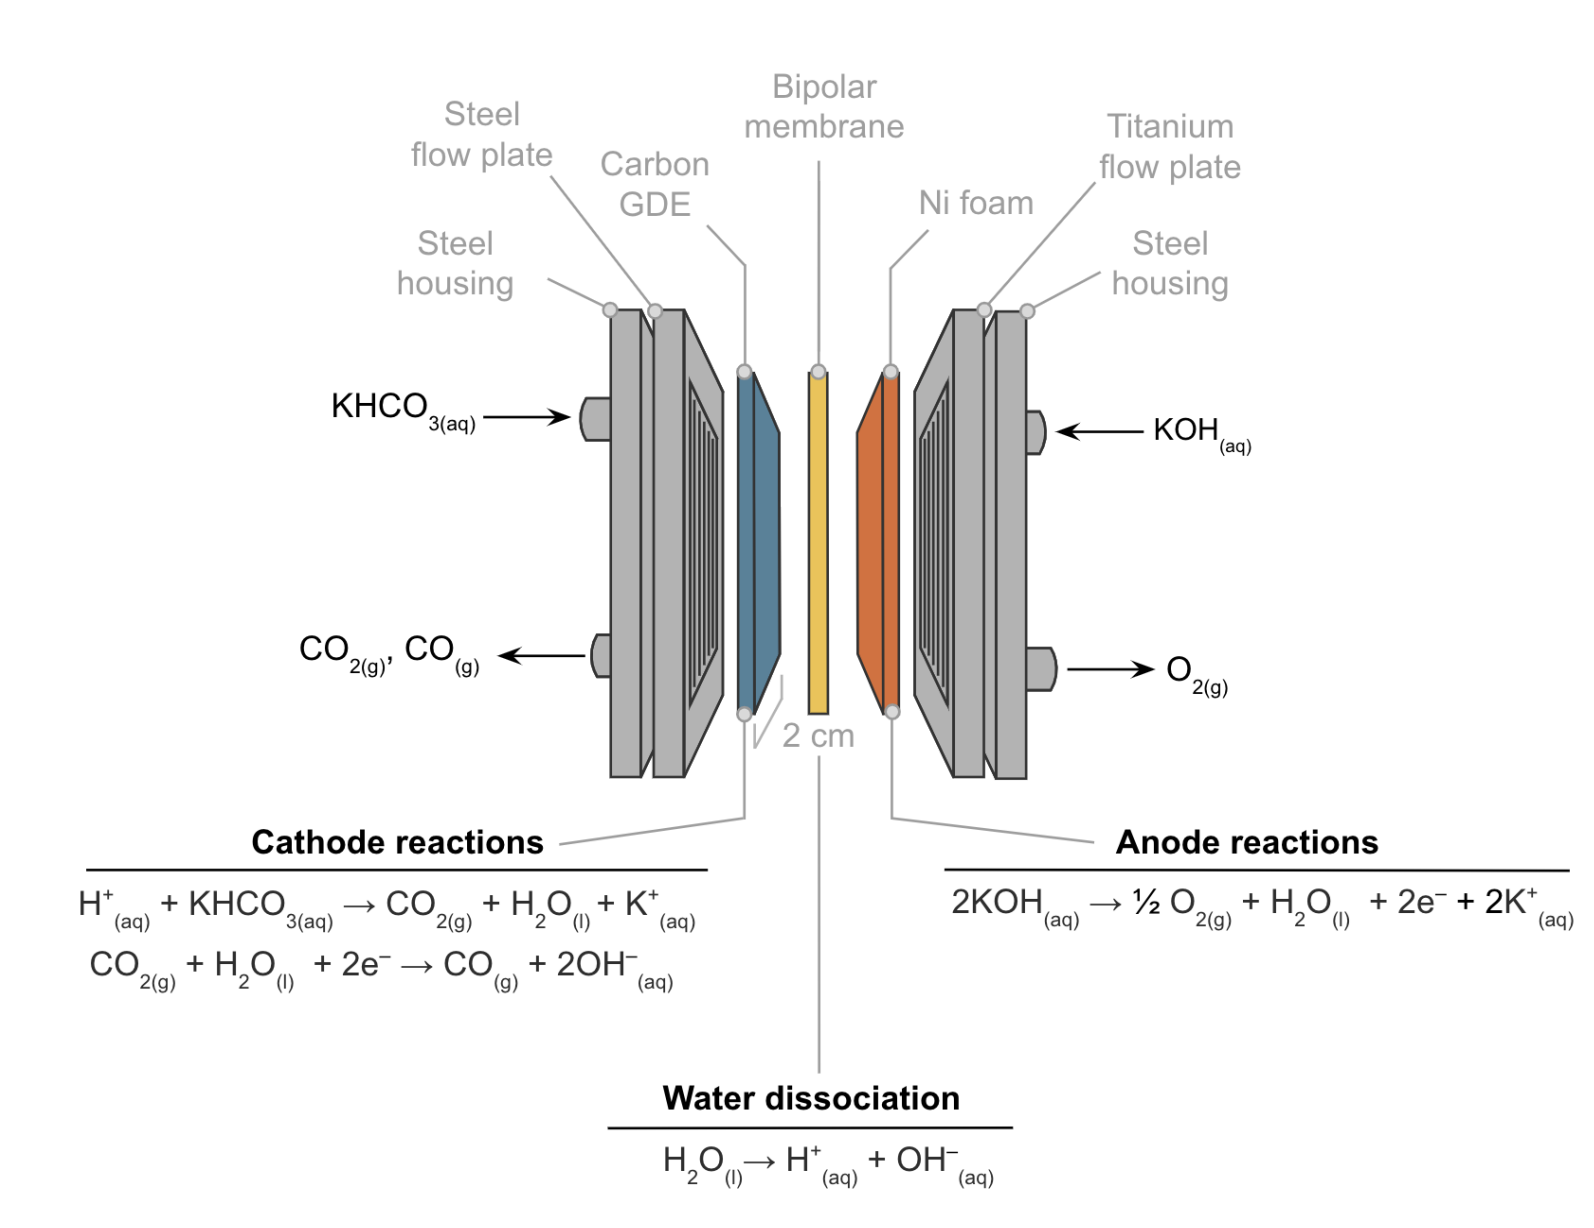 Bipolar
membrane
Steel
flow plate
Titanium
flow plate
Carbon
GDE
Ni foam
Steel
housing
Steel
housing
KHCO3(aq)
KOH(aq)
CO2(g), CO(g)
O2(g)
2 cm
Cathode reactions
H+(aq) + KHCO3(aq) → CO2(g) + H2O(l) + K+(aq)
CO2(g) + H2O(l) + 2e– → CO(g) + 2OH–(aq)
Anode reactions
2KOH(aq) → ½ O2(g) + H2O(l) + 2e– + 2K+(aq)
Water dissociation
H2O(l) → H+(aq) + OH–(aq)